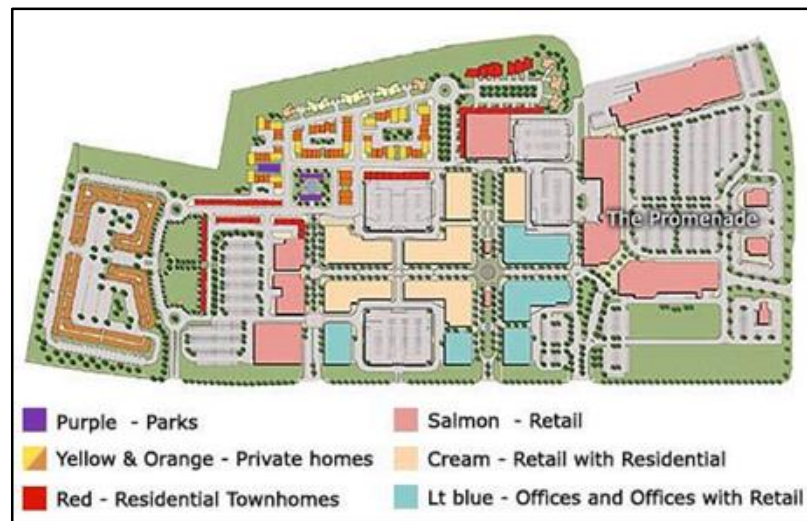 The Promenade
Purple - Parks
Yellow & Orange - Private homes
Red - Residential Townhomes
Salmon - Retail
Cream - Retail with Residential
Lt blue - Offices and Offices with Retail